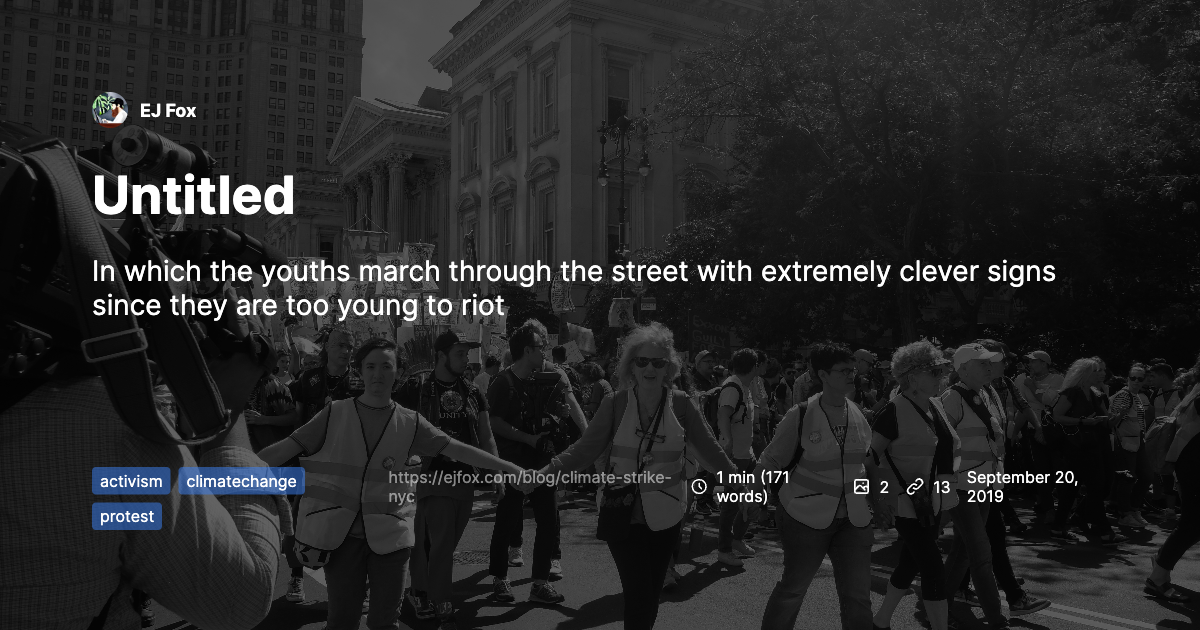 EJ Fox
Untitled
In which the youths march through the street with extremely clever signs
since they are too young to riot
activism
climatechange
protest
https://ejfox.com/blog/climate-strike-
nyc
1 min (171
words)
2
13
September 20,
2019
WE
UNITY